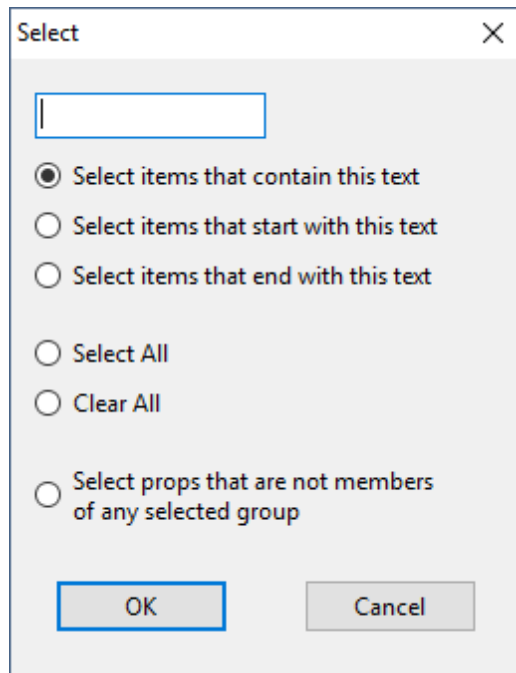 Select
Select items that contain this text
Select items that start with this text
Select items that end with this text
Select All
Clear All
Select props that are not members
of any selected group
OK
Cancel